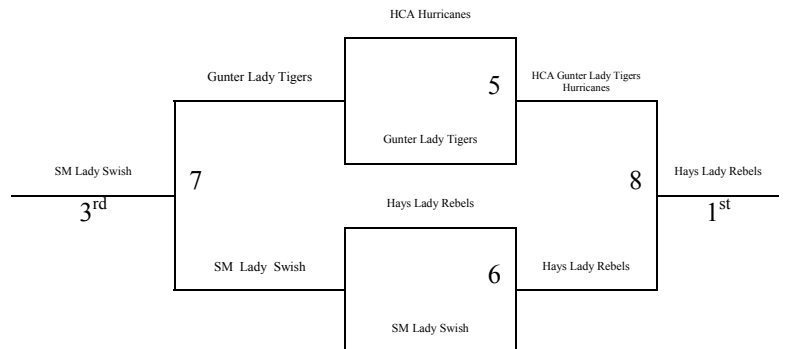 HCA Hurricanes
Gunter Lady Tigers
5
HCA Gunter Lady Tigers
Hurricanes
Gunter Lady Tigers
SM Lady Swish
7
8
Hays Lady Rebels
3rd
Hays Lady Rebels
1st
SM Lady Swish
6
Hays Lady Rebels
SM Lady Swish